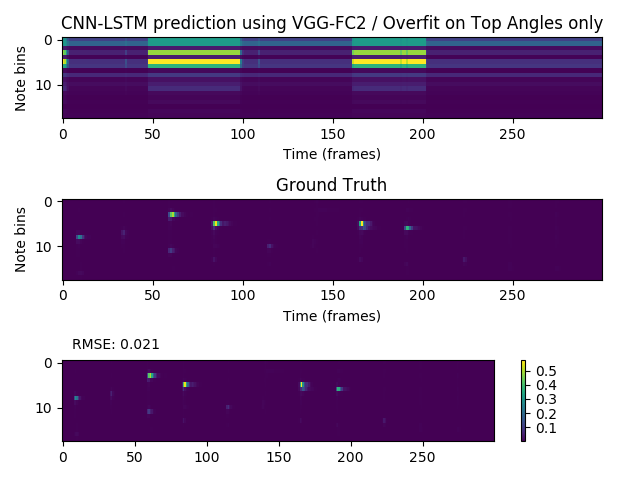 CNN-LSTM prediction using VGG-FC2 / Overfit on Top Angles only
0
10
Note bins
0 50 100 150 200 250
Time (frames)
Ground Truth
0
10
Note bins
0 50 100 150 200 250
Time (frames)
RMSE: 0.021
0
10
0 50 100 150 200 250
0.5
0.4
0.3
0.2
0.1